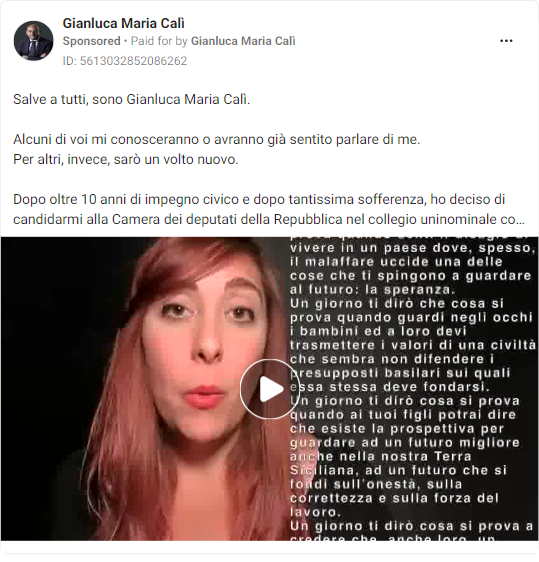 Gianluca Maria Calì
Sponsored • Paid for by Gianluca Maria Calì
ID: 5613032852086262
Salve a tutti, sono Gianluca Maria Calì.
Alcuni di voi mi conosceranno o avranno già sentito parlare di me.
Per altri, invece, sarò un volto nuovo.
Dopo oltre 10 anni di impegno civico e dopo tantissima sofferenza, ho deciso di
candidarmi alla Camera dei deputati della Repubblica nel collegio uninominale co...
vivere in un paese dove, spesso,
il malaffare uccide una delle
cose che ti spingono a guardare
al futuro: la speranza.
Un giorno ti dirò che cosa si
prova quando guardi negli occhi
i bambini ed a loro devi
trasmettere i valori di una civiltà
che sembra non difendere i
presupposti basilari sui quali
essa stessa deve fondarsi.
Un giorno ti dirò cosa si prova
quando ai tuoi figli potrai dire
che esiste la prospettiva per
guardare ad un futuro migliore
anche nella nostra Terra
Siciliana, ad un futuro che si
fondi sull'onestà, sulla
correttezza e sulla forza del
lavoro.
Un giorno ti dirò cosa si prova a
credere che, anche loro, un